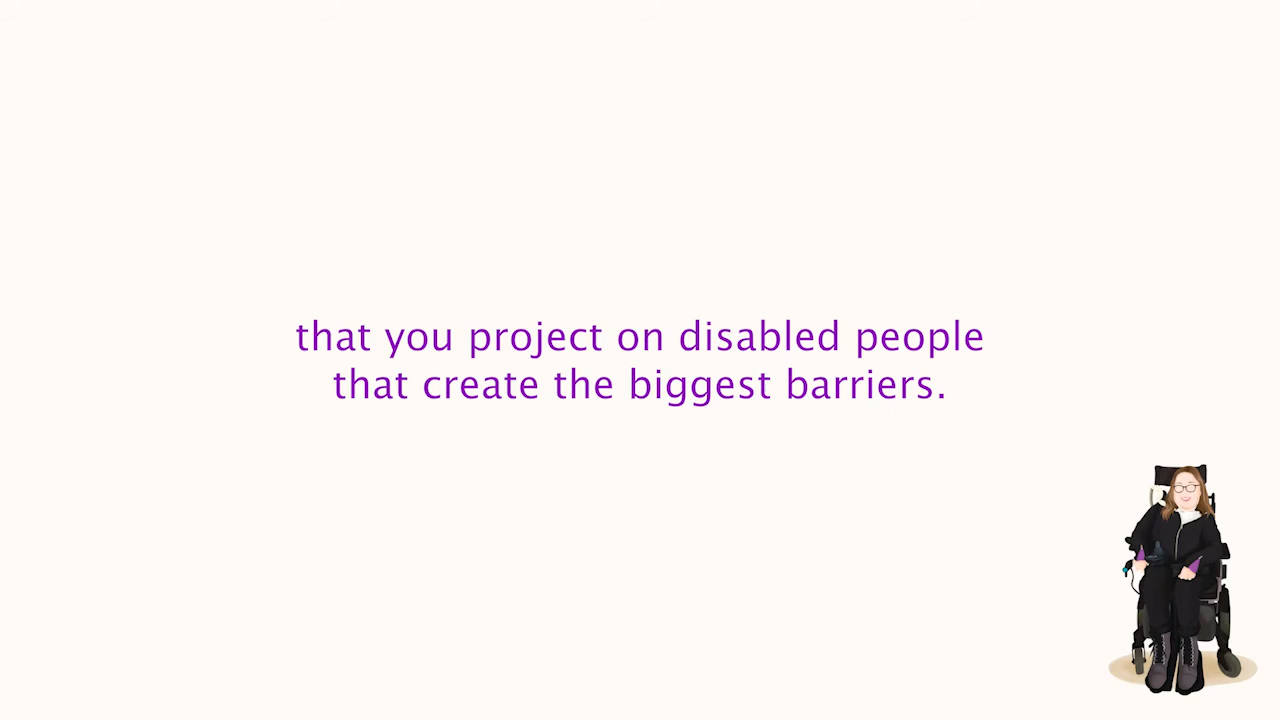 that you project on disabled people
that create the biggest barriers.